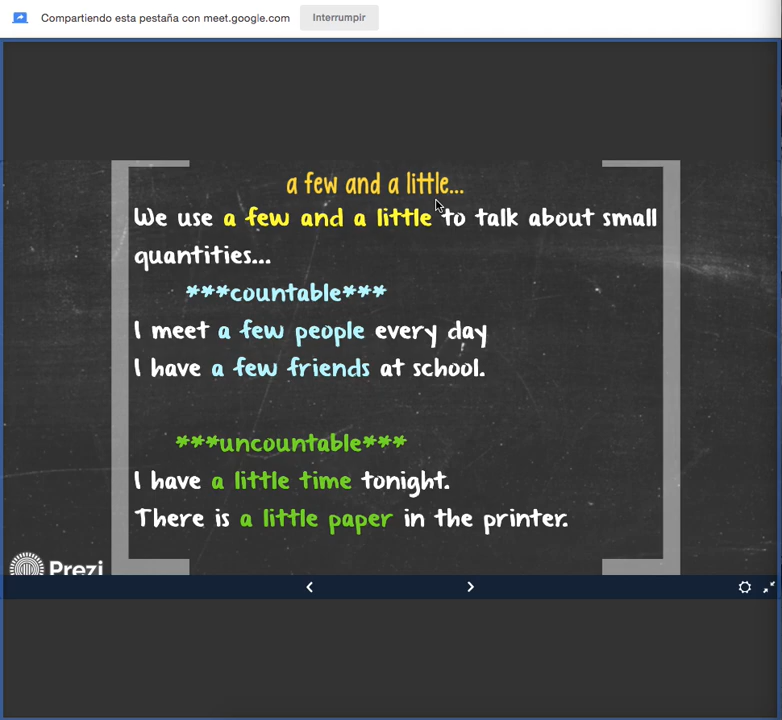 Compartiendo esta pestaña con meet.google.com Interrumpir
a few and a little...
We use a few and a little to talk about small
quantities...
***countable***
I meet a few people every day
I have a few friends at school.
***uncountable***
I have a little time tonight.
There is a little paper in the printer.
Prezi